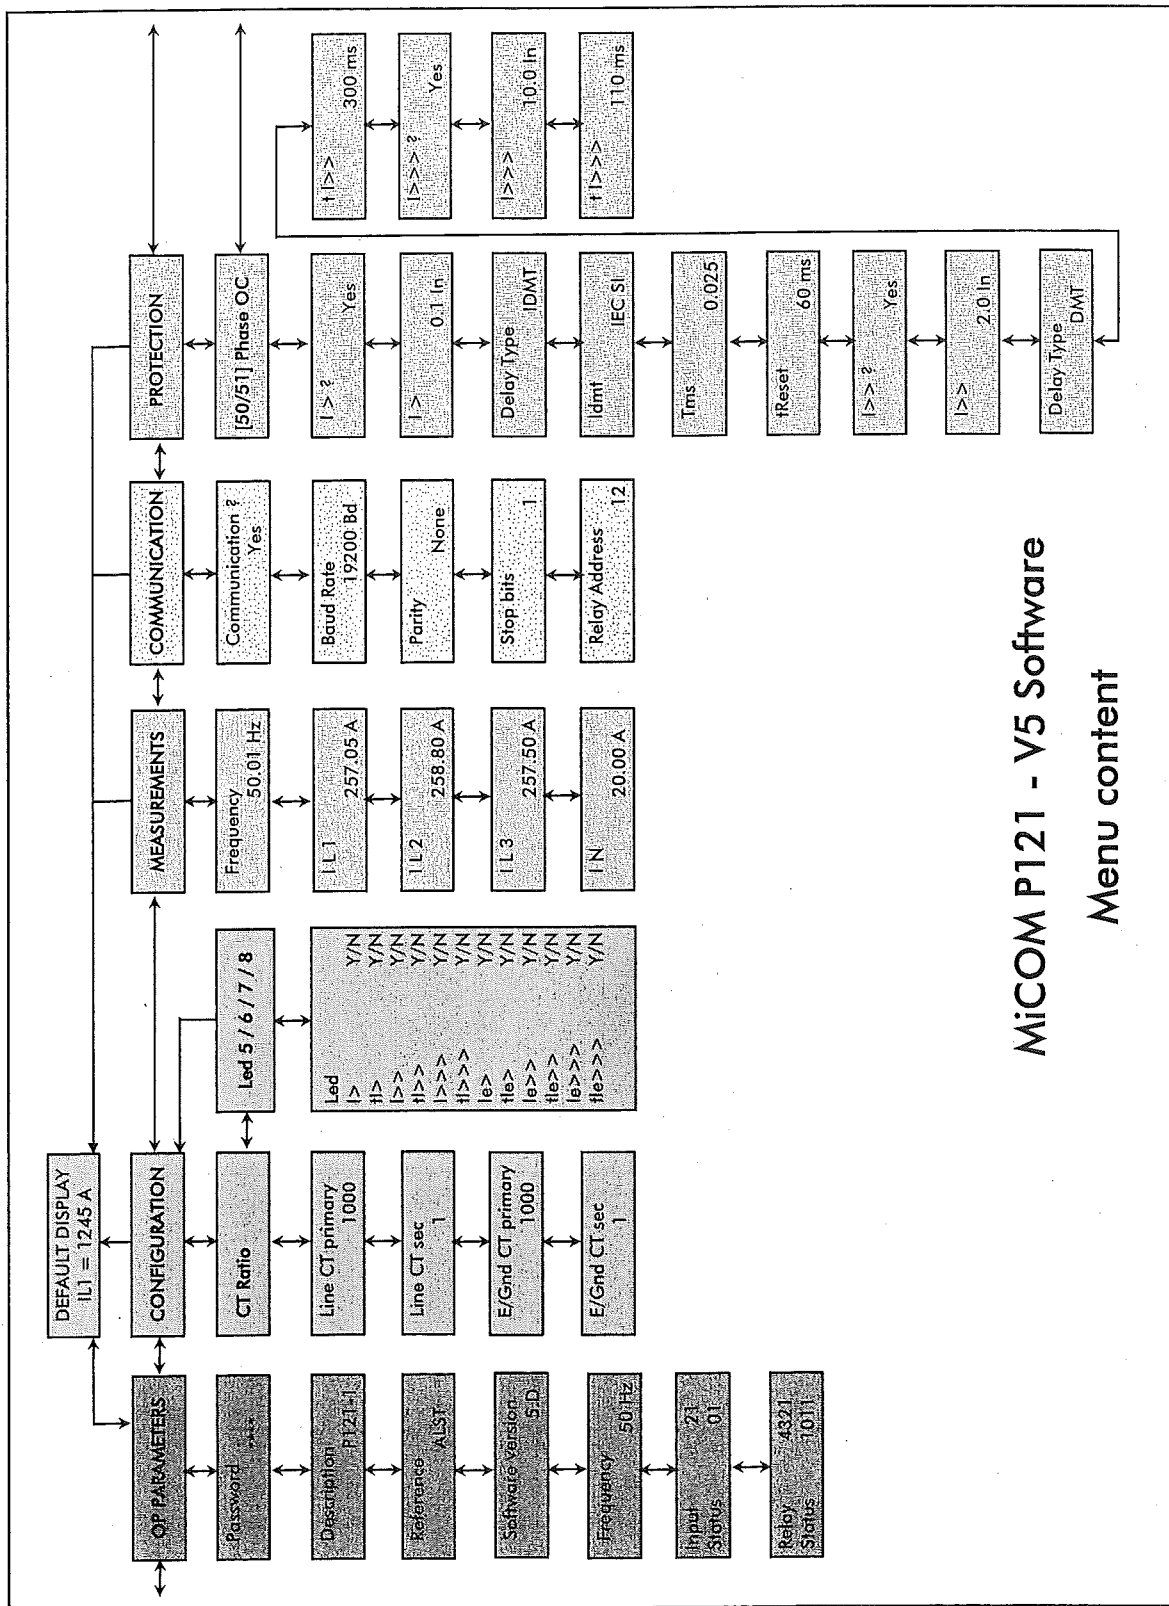 DEFAULT DISPLAY
IL1 = 1245 A
OP PARAMETERS
Password
****
Description
P121-1
Reference
ALST
Software version
5.D
Frequency
50 Hz
Input 21
Status 01
Relay 4321
Status 1011
CONFIGURATION
CT Ratio
Line CT primary
1000
Line CT sec
1
E/Gnd CT primary
1000
E/Gnd CT sec
1
Led 5 / 6 / 7 / 8
Led
I> Y/N
tI> Y/N
I>> Y/N
tI>> Y/N
I>>> Y/N
tI>>> Y/N
Ie> Y/N
tIe> Y/N
Ie>> Y/N
tIe>> Y/N
Ie>>> Y/N
tIe>>> Y/N
MEASUREMENTS
Frequency
50.01 Hz
I L 1
257.05 A
I L 2
258.80 A
I L 3
257.50 A
I N
20.00 A
COMMUNICATION
Communication ?
Yes
Baud Rate
19200 Bd
Parity
None
Stop bits
1
Relay Address
12
PROTECTION
[50/51] Phase OC
I > ?
Yes
I >
0.1 In
Delay Type
IDMT
Idmt
IEC SI
Tms
0.025
tReset
60 ms
I>> ?
Yes
I>>
2.0 In
Delay Type
DMT
t I>>
300 ms
I>>> ?
Yes
I>>>
10.0 In
t I>>>
110 ms
MiCOM P121 - V5 Software
Menu content